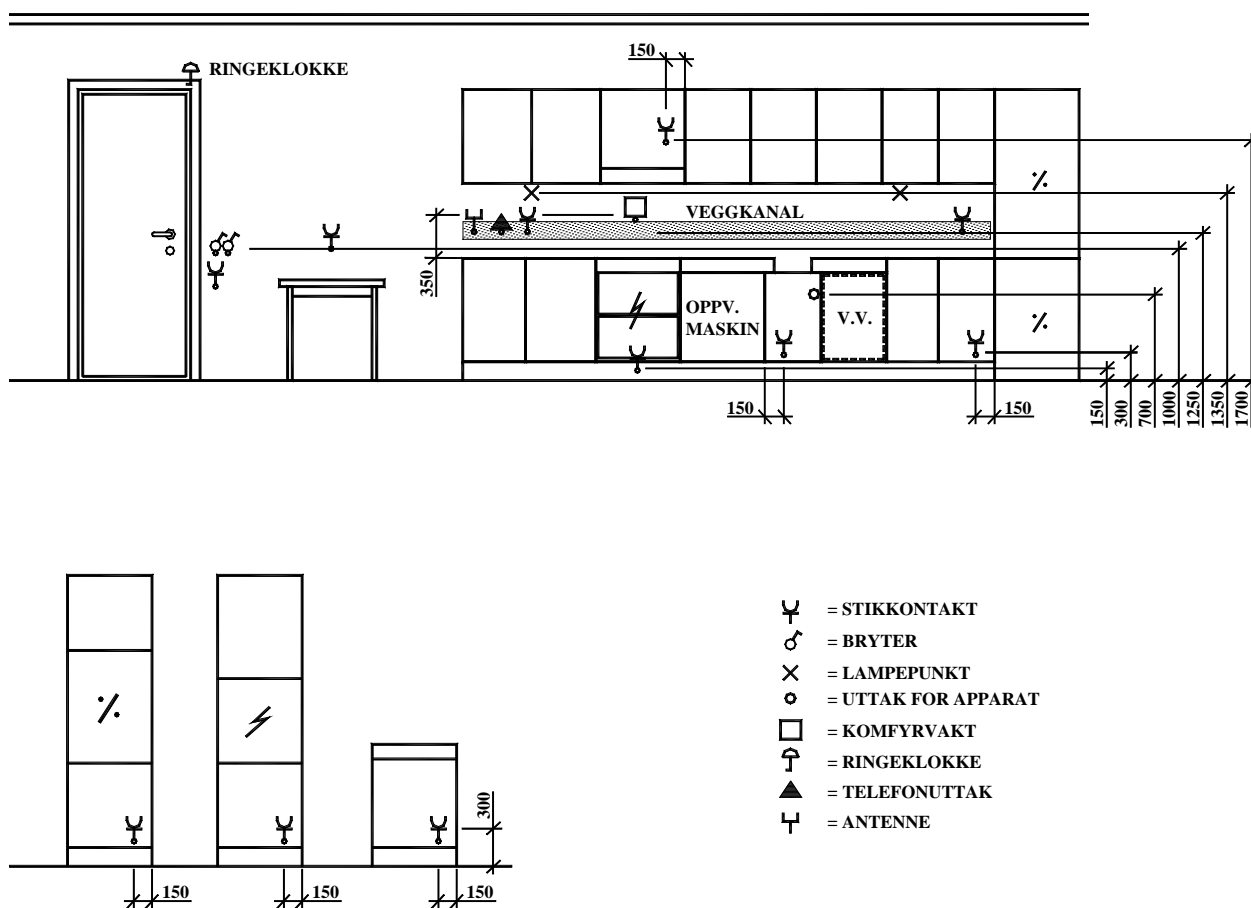 150
RINGEKLOKKE
VEGGKANAL
350
OPPV.
MASKIN
V.V.
150
150
150
300
700
1000
1250
1350
1700
= STIKKONTAKT
= BRYTER
= LAMPEPUNKT
= UTTAK FOR APPARAT
= KOMFYRVAKT
= RINGEKLOKKE
= TELEFONUTTAK
= ANTENNE
300
150
150
150